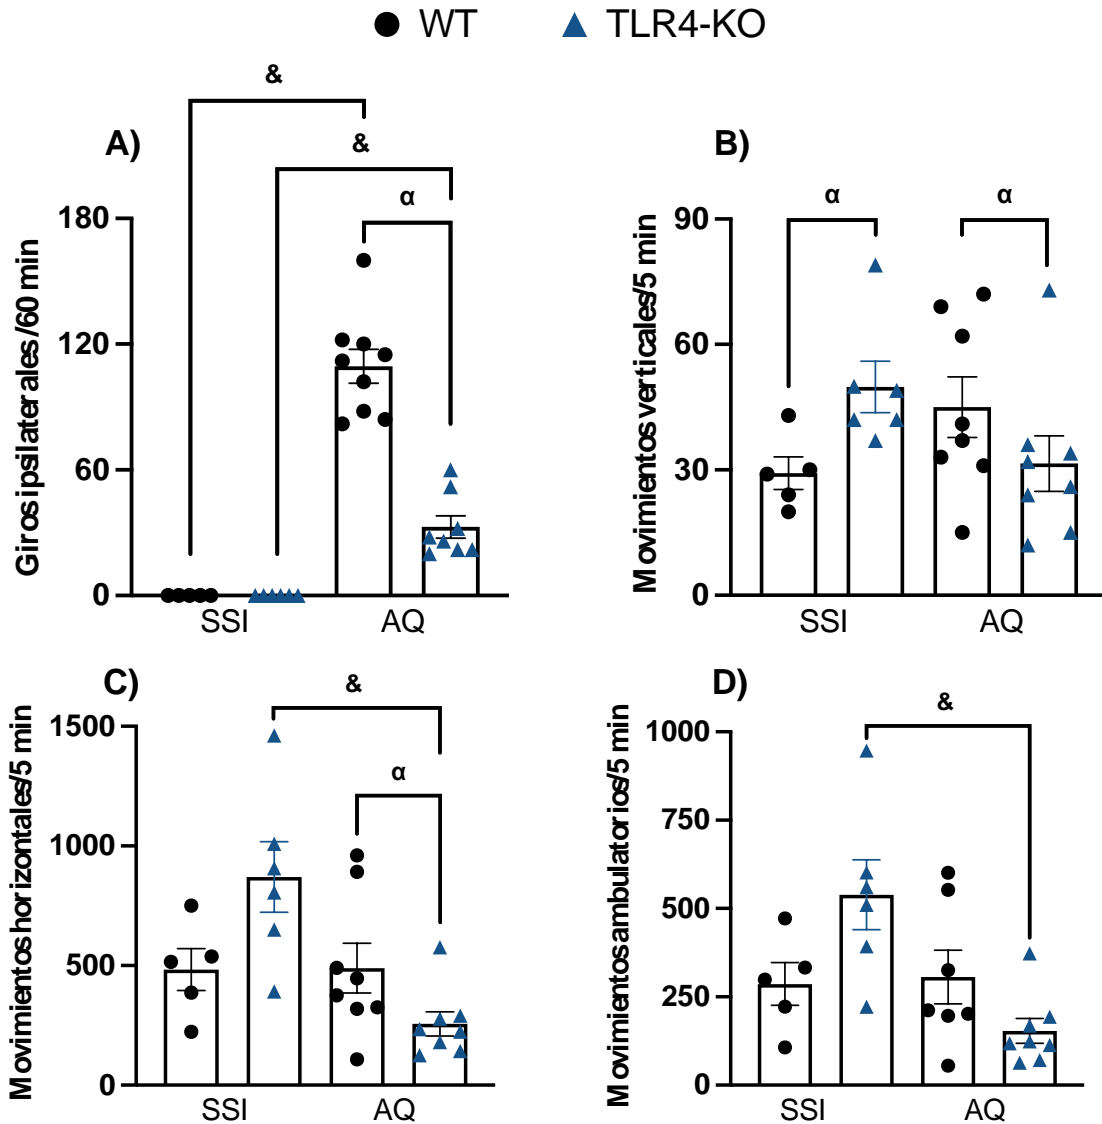 WT TLR4-KO
A)
&
&
α
Giros ipsilaterales/60 min
180
120
60
0
SSI AQ
B)
α α
Movimientos verticales/5 min
90
60
30
0
SSI AQ
C)
&
α
Movimientos horizontales/5 min
1500
1000
500
0
SSI AQ
D)
&
Movimientos ambulatorios/5 min
1000
750
500
250
0
SSI AQ